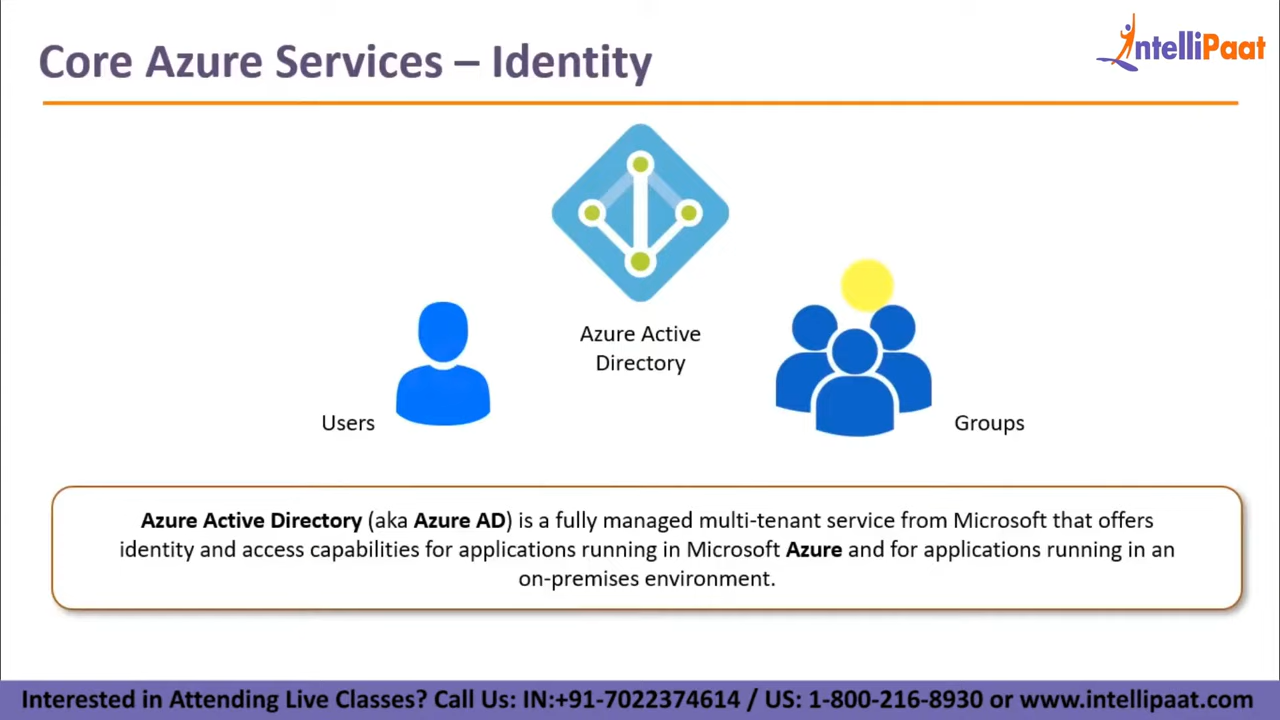 Core Azure Services – Identity
IntelliPaat
Azure Active
Directory
Users
Groups
Azure Active Directory (aka Azure AD) is a fully managed multi-tenant service from Microsoft that offers
identity and access capabilities for applications running in Microsoft Azure and for applications running in an
on-premises environment.
Interested in Attending Live Classes? Call Us: IN:+91-7022374614 / US: 1-800-216-8930 or www.intellipaat.com